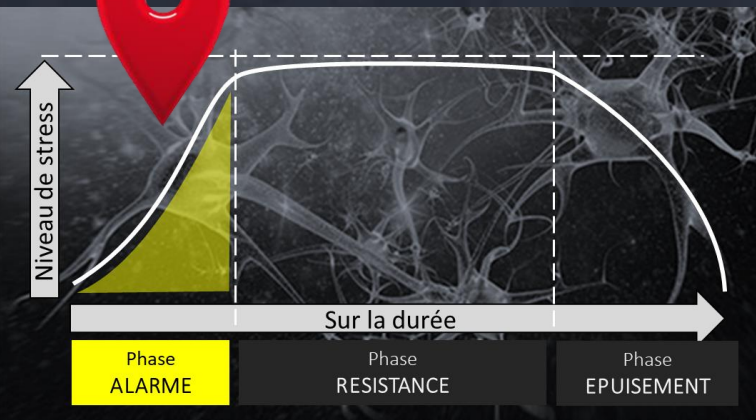 Niveau de stress
Sur la durée
Phase
ALARME
Phase
RESISTANCE
Phase
EPUISEMENT